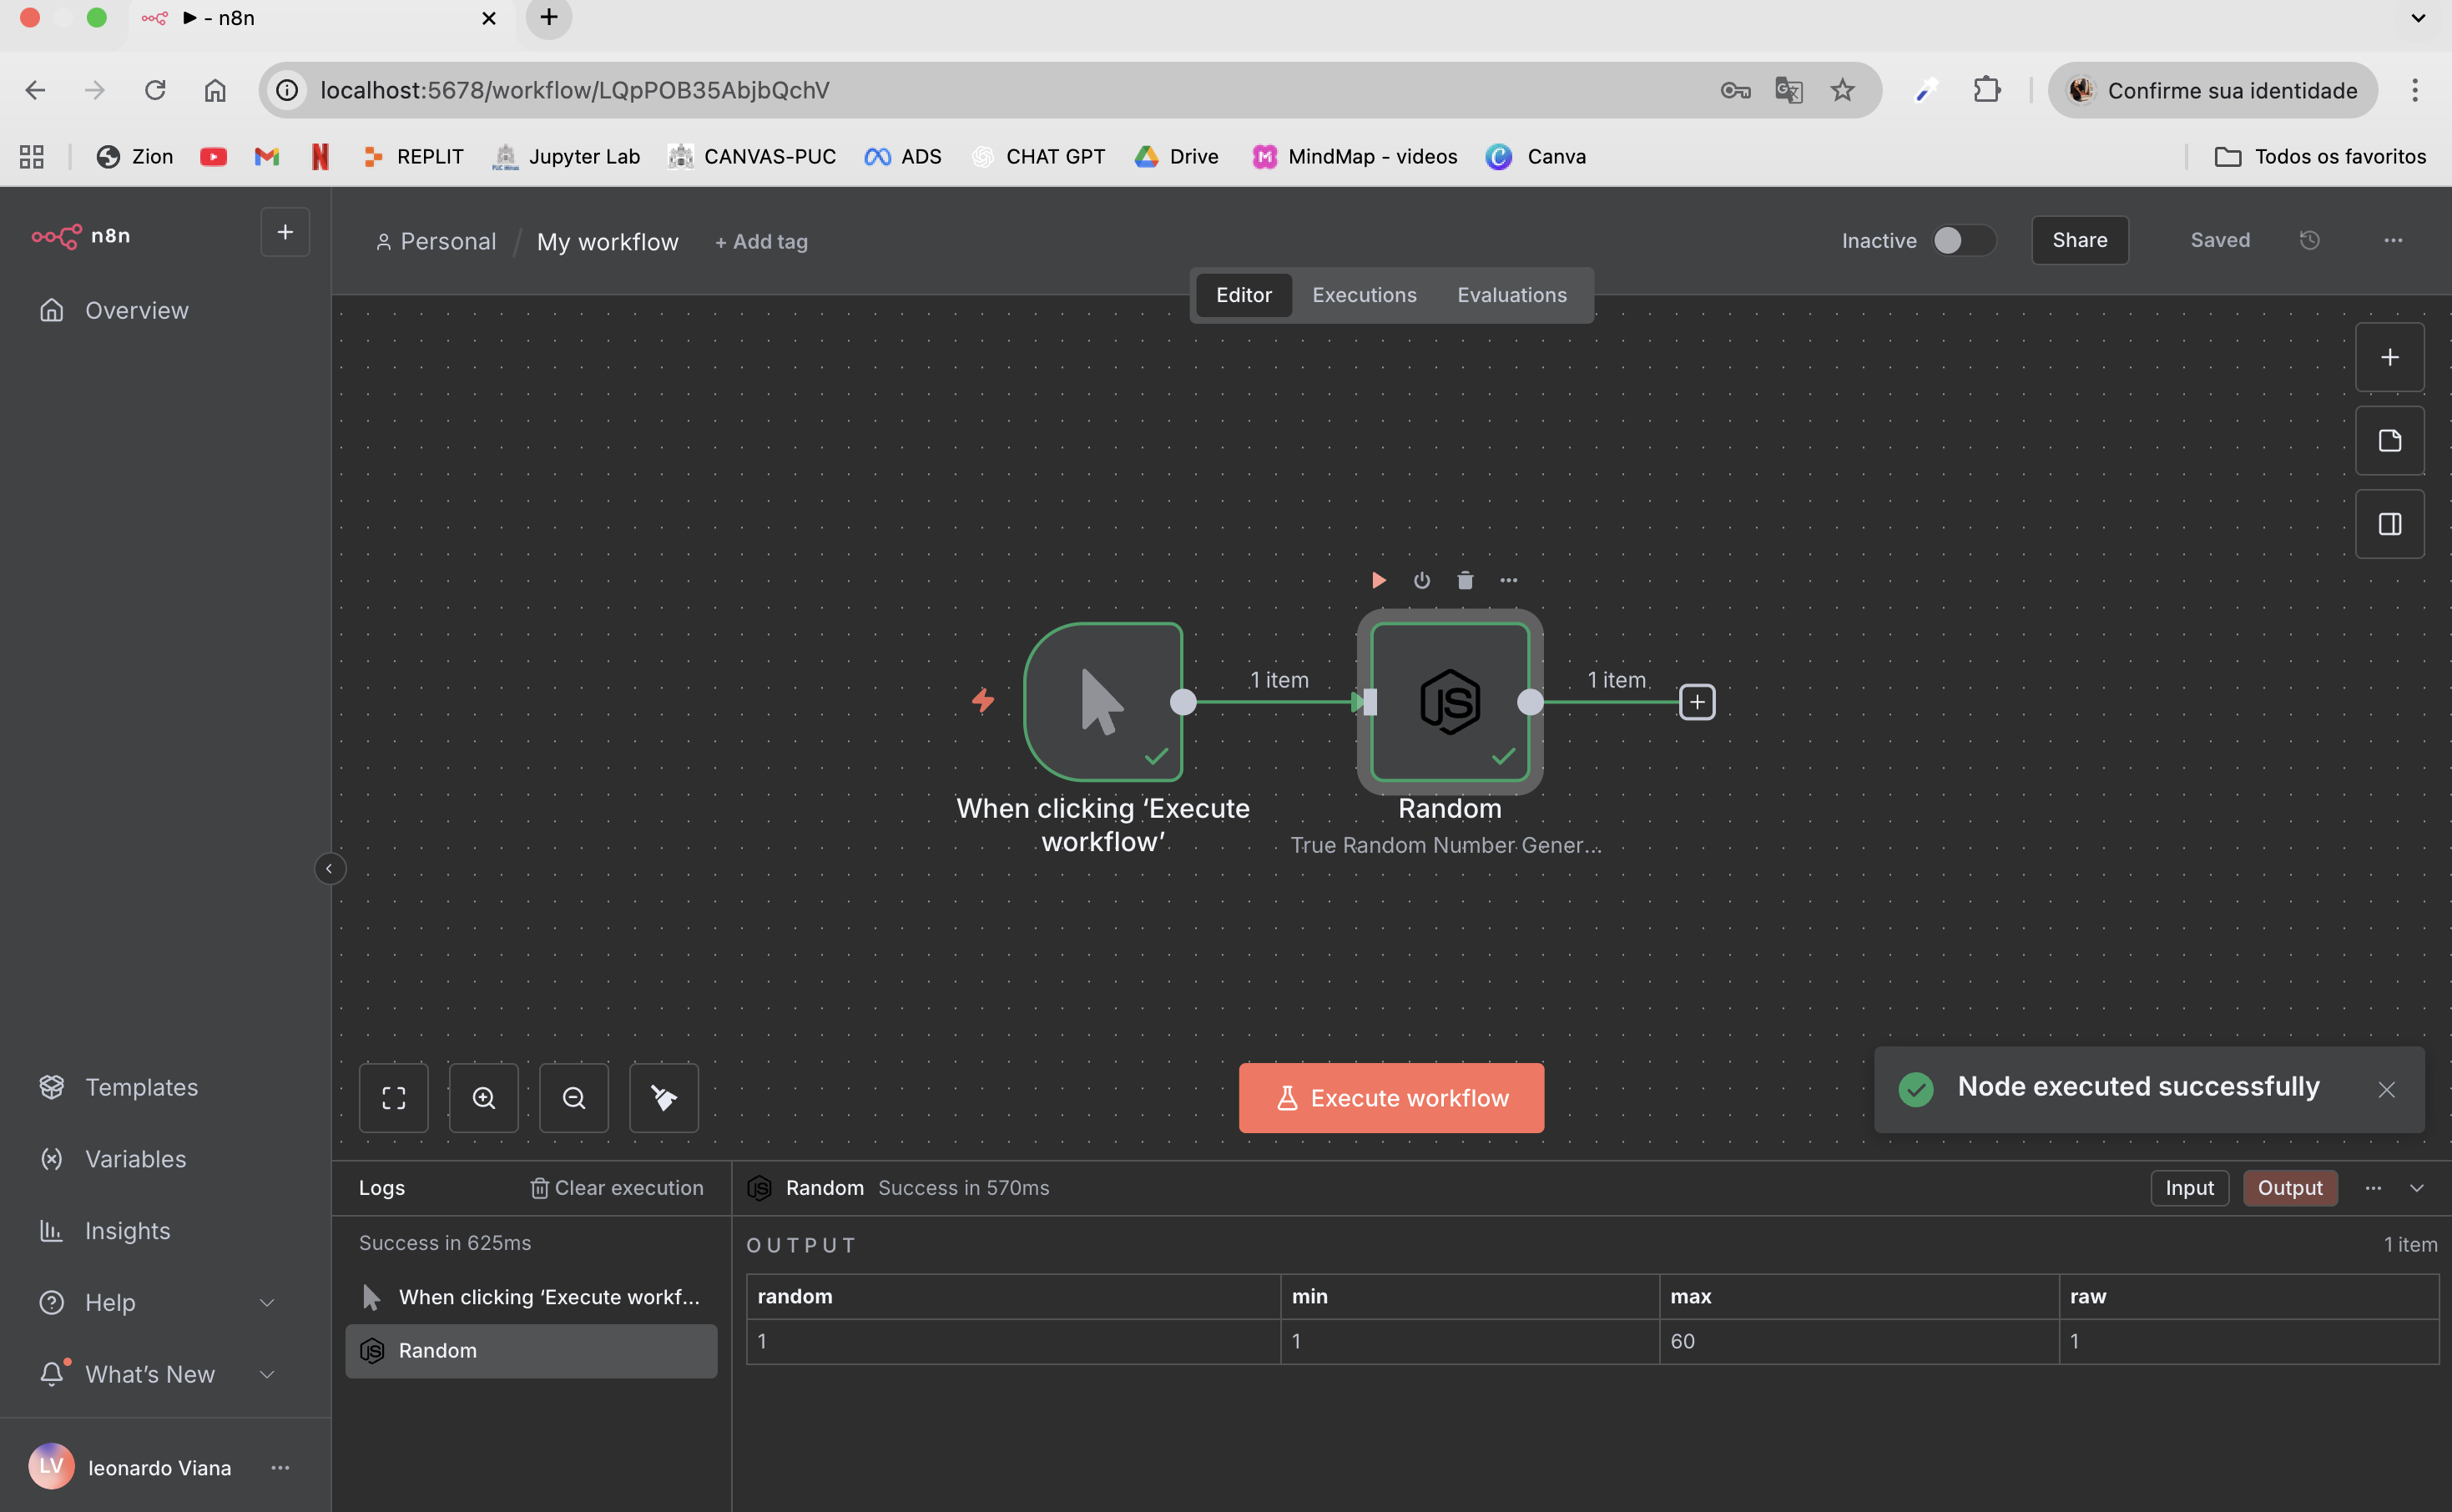 - n8n
localhost:5678/workflow/LQpPOB35AbjbQchV
Confirme sua identidade
Zion
REPLIT
PUC Minas
Jupyter Lab
CANVAS-PUC
ADS
CHAT GPT
Drive
M
MindMap - videos
Canva
Todos os favoritos
n8n
Personal / My workflow
+ Add tag
Inactive
Share
Saved
Editor
Executions
Evaluations
Overview
1 item
1 item
JS
When clicking ‘Execute
workflow’
Random
True Random Number Gener...
Execute workflow
Node executed successfully
Templates
Variables
Insights
Help
What’s New
LV
leonardo Viana
Logs
Clear execution
Success in 625ms
When clicking ‘Execute workf...
Random
Random
Success in 570ms
Input
Output
OUTPUT
1 item
random min max raw
1 1 60 1